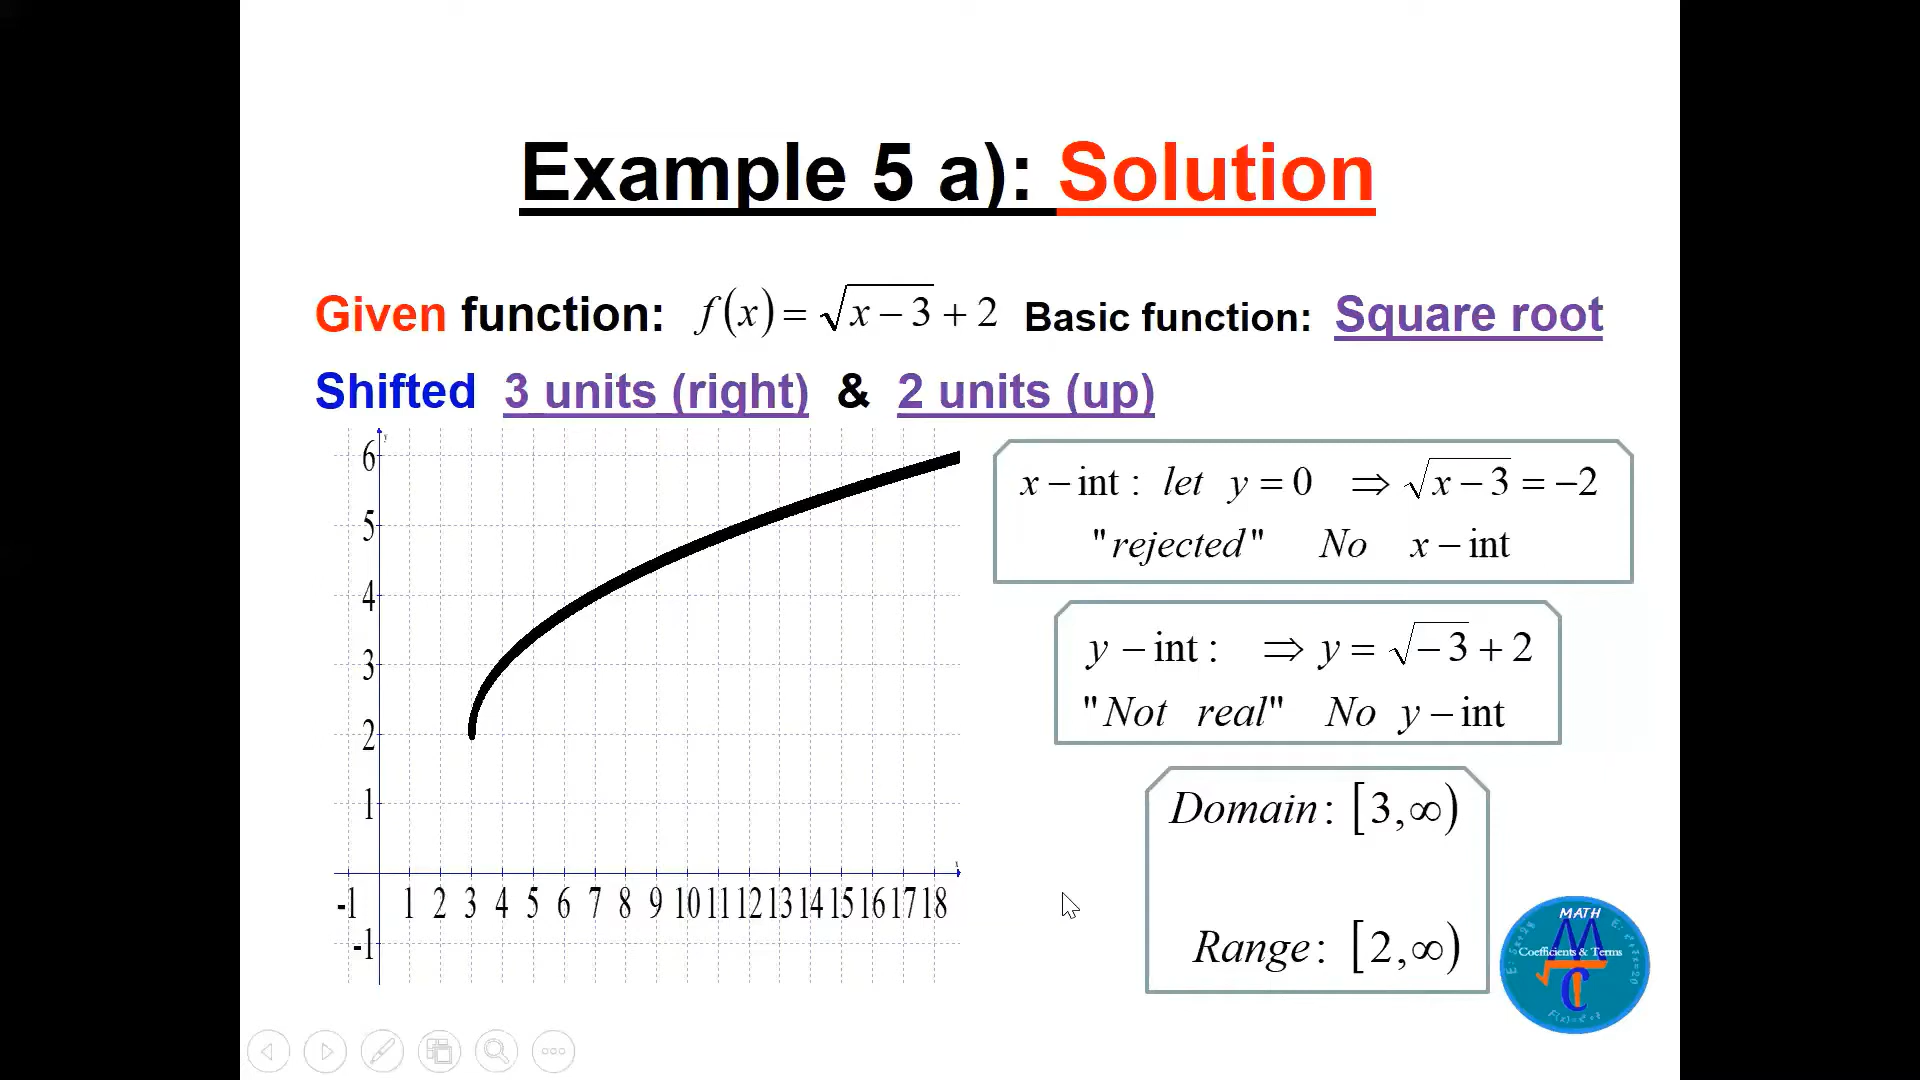 Example 5 a): Solution
Given function: f(x) = √(x − 3) + 2 Basic function: Square root
Shifted 3 units (right) & 2 units (up)
y
6
5
4
3
2
1
x
-1 1 2 3 4 5 6 7 8 9 10 11 12 13 14 15 16 17 18
-1
x − int : let y = 0 ⇒ √(x − 3) = −2
"rejected" No x − int
y − int : ⇒ y = √(−3) + 2
"Not real" No y − int
Domain: [3,∞)
Range: [2,∞)
MATH
Coefficients & Terms